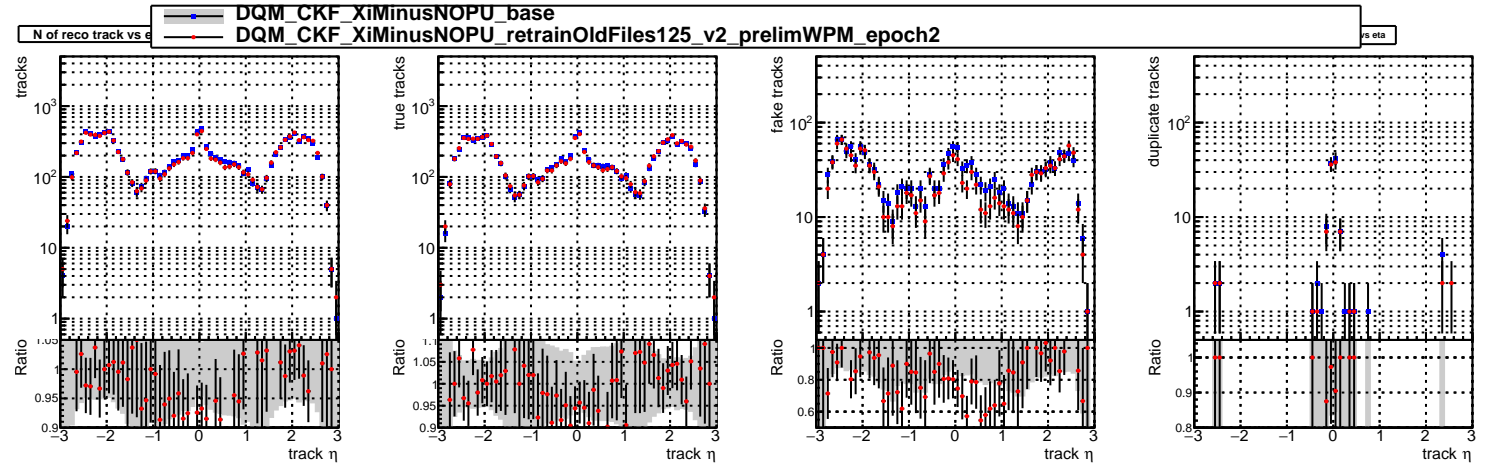 DQM_CKF_XiMinusNOPU_base
DQM_CKF_XiMinusNOPU_retrainOldFiles125_v2_prelimWPM_epoch2
N of reco track vs e
vs eta
tracks
10³
10²
10
1
Ratio
1.05
1
0.95
0.9
−3 −2 −1 0 1 2 3
track η
true tracks
10³
10²
10
1
Ratio
1.1
1.05
1
0.95
0.9
−3 −2 −1 0 1 2 3
track η
fake tracks
10²
10
1
Ratio
1
0.8
0.6
−3 −2 −1 0 1 2 3
track η
duplicate tracks
10²
10
1
Ratio
1
0.9
0.8
−3 −2 −1 0 1 2 3
track η